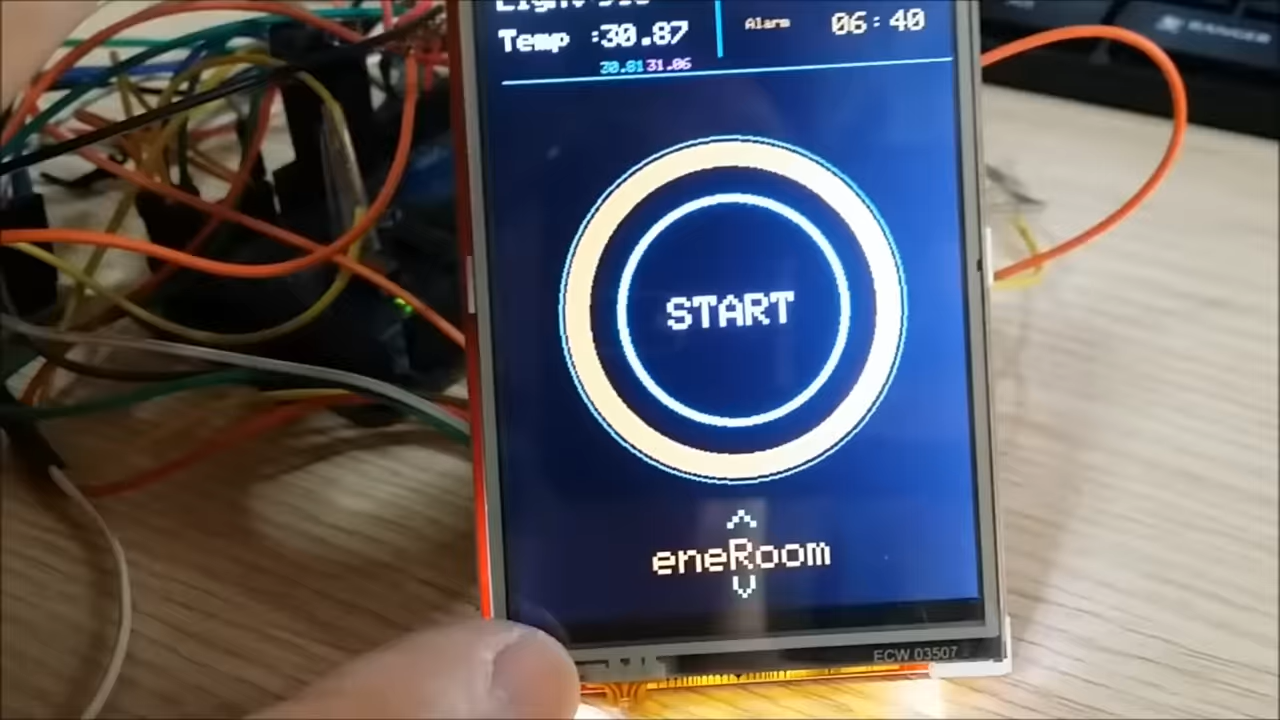 Temp :30.87
30.81 31.06
Alarm 06:40
START
^
eneRoom
v
ECW 03507